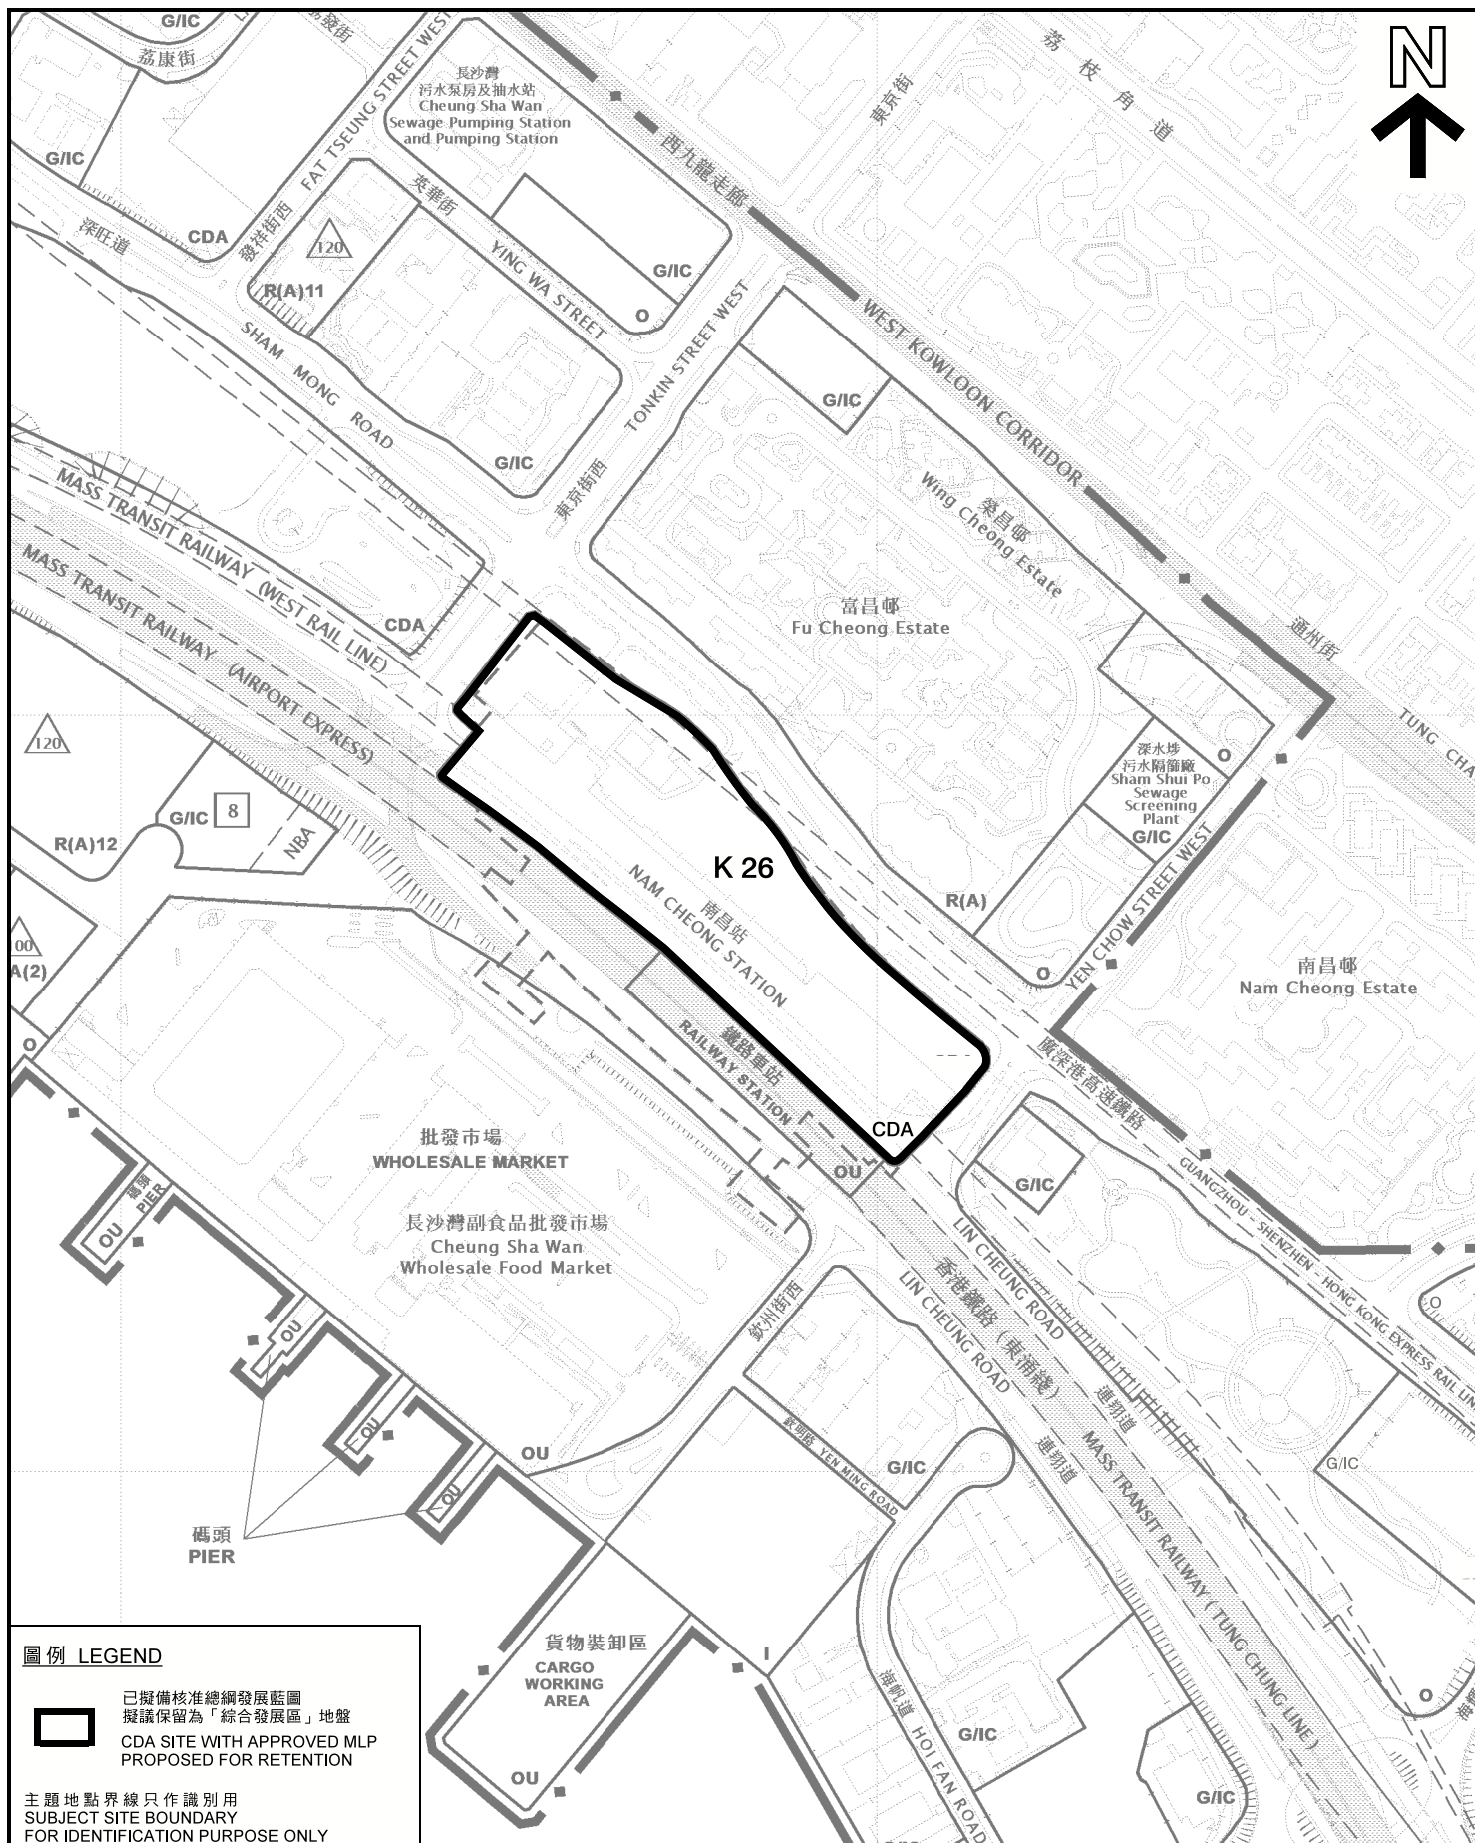 G/IC
荔康街
G/IC
CDA
深旺道
發祥街西
FAT TSEUNG STREET WEST
長沙灣
污水泵房及抽水站
Cheung Sha Wan
Sewage Pumping Station
and Pumping Station
荔枝角道
東京街
N
西九龍走廊
英華街
YING WA STREET
120
R(A)11
G/IC
O
SHAM MONG ROAD
TONKIN STREET WEST
東京街西
G/IC
G/IC
WEST KOWLOON CORRIDOR
榮昌邨
Wing Cheong Estate
富昌邨
Fu Cheong Estate
通州街
MASS TRANSIT RAILWAY (WEST RAIL LINE)
MASS TRANSIT RAILWAY (AIRPORT EXPRESS)
CDA
120
G/IC
8
NBA
R(A)12
O
深水埗
污水隔篩廠
Sham Shui Po
Sewage
Screening
Plant
G/IC
K 26
南昌站
NAM CHEONG STATION
R(A)
O
YEN CHOW STREET WEST
南昌邨
Nam Cheong Estate
A(2)
O
鐵路車站
RAILWAY STATION
廣深港高速鐵路
GUANGZHOU - SHENZHEN - HONG KONG EXPRESS RAIL LIN
CDA
OU
G/IC
批發市場
WHOLESALE MARKET
長沙灣副食品批發市場
Cheung Sha Wan
Wholesale Food Market
碼頭
PIER
OU
OU
OU
OU
OU
碼頭
PIER
欽州街西
LIN CHEUNG ROAD
LIN CHEUNG ROAD
香港鐵路（東涌綫）
連翔道
連翔道
MASS TRANSIT RAILWAY (TUNG CHUNG LINE)
O
G/IC
欽明路 YEN MING ROAD
G/IC
貨物裝卸區
CARGO
WORKING
AREA
OU
I
海帆道 HOI FAN ROAD
G/IC
O
G/IC
圖例 LEGEND
已擬備核准總綱發展藍圖
擬議保留為「綜合發展區」地盤
CDA SITE WITH APPROVED MLP
PROPOSED FOR RETENTION
主題地點界線只作識別用
SUBJECT SITE BOUNDARY
FOR IDENTIFICATION PURPOSE ONLY